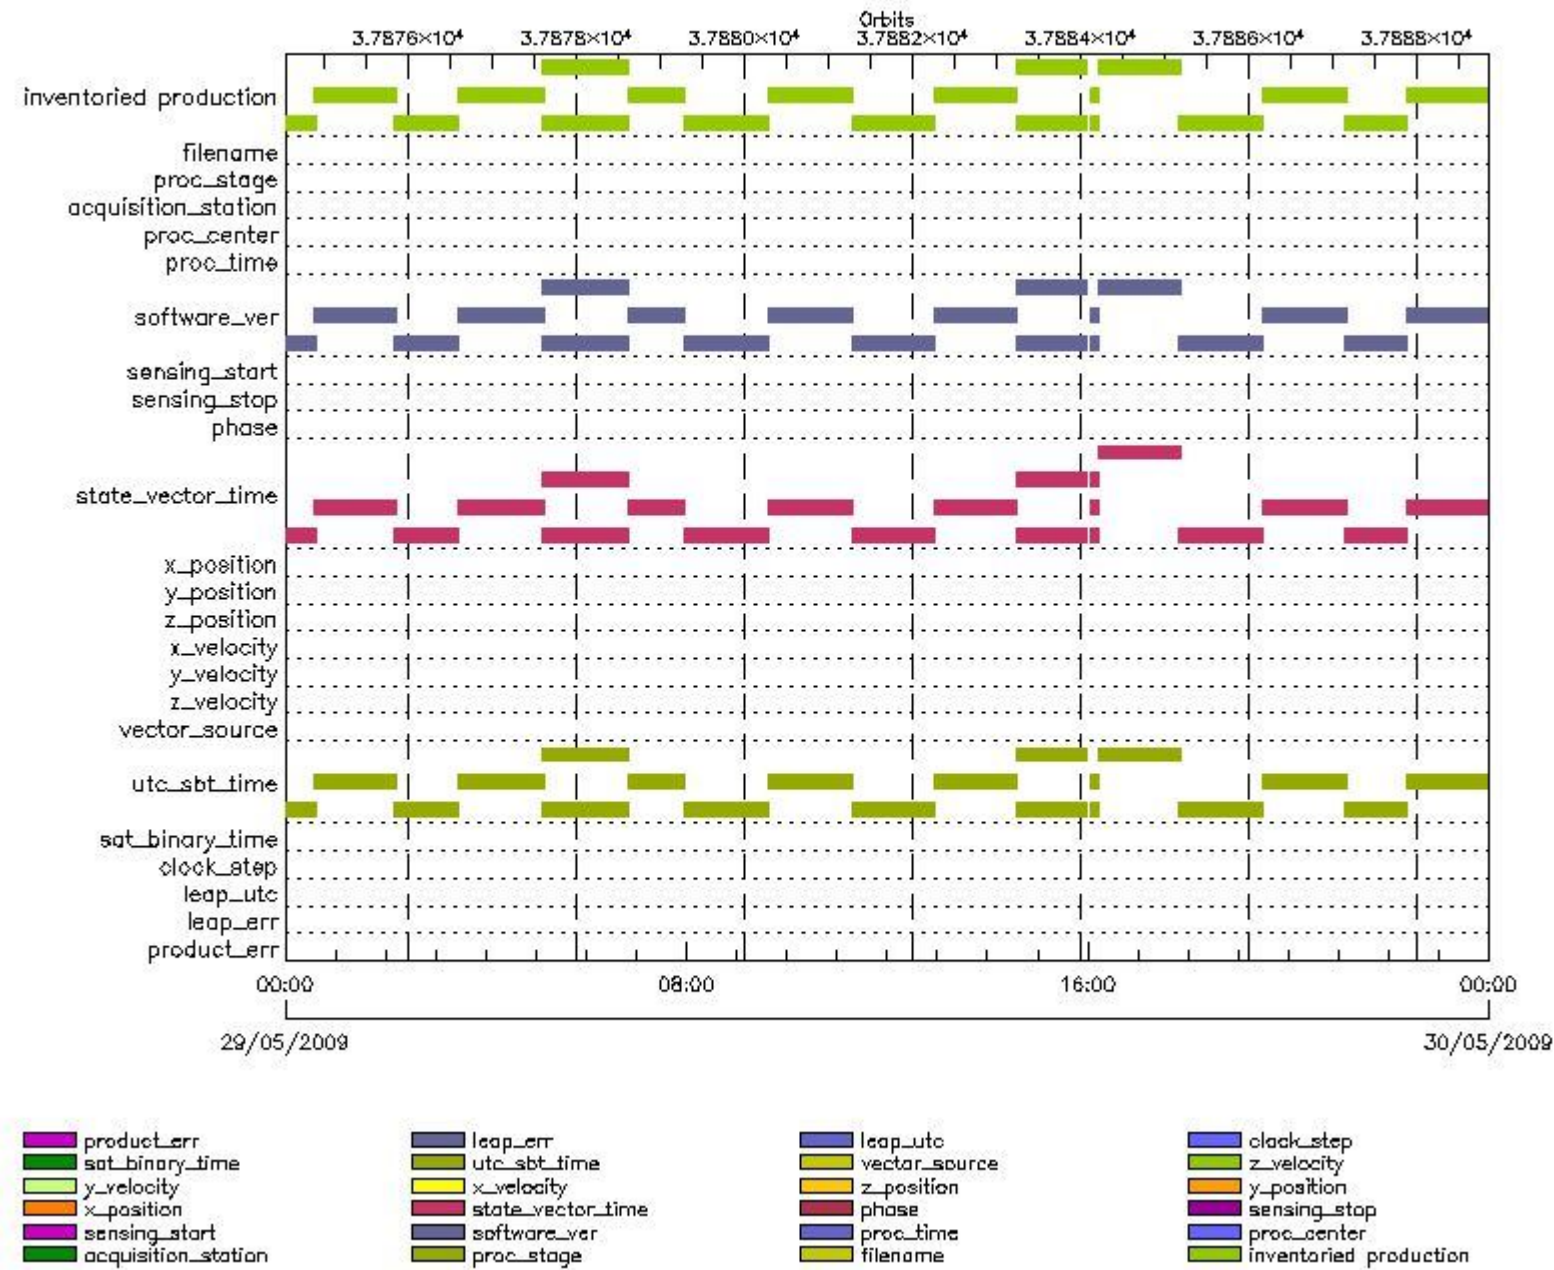 Orbits
3.7876×10⁴ 3.7878×10⁴ 3.7880×10⁴ 3.7882×10⁴ 3.7884×10⁴ 3.7886×10⁴ 3.7888×10⁴
inventoried production
filename
proc_stage
acquisition_station
proc_center
proc_time
software_ver
sensing_start
sensing_stop
phase
state_vector_time
x_position
y_position
z_position
x_velocity
y_velocity
z_velocity
vector_source
utc_sbt_time
sat_binary_time
clock_step
leap_utc
leap_err
product_err
00:00 08:00 16:00 00:00
29/05/2009 30/05/2009
product_err leap_err leap_utc clock_step
sat_binary_time utc_sbt_time vector_source z_velocity
y_velocity x_velocity z_position y_position
x_position state_vector_time phase sensing_stop
sensing_start software_ver proc_time proc_center
acquisition_station proc_stage filename inventoried production